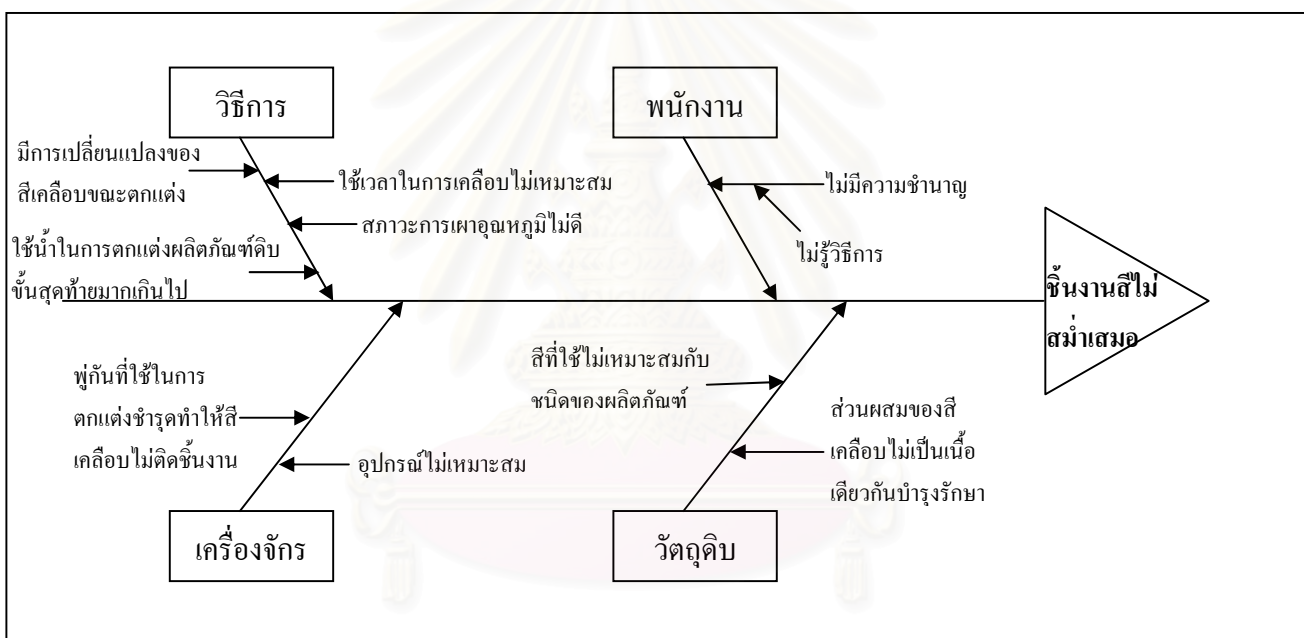 วิธีการ
พนักงาน
มีการเปลี่ยนแปลงของ
สีเคลือบขณะตกแต่ง
ใช้เวลาในการเคลือบไม่เหมาะสม
สภาวะการเผาอุณหภูมิไม่ดี
ใช้น้ำในการตกแต่งผลิตภัณฑ์ดิบ
ขั้นสุดท้ายมากเกินไป
ไม่มีความชำนาญ
ไม่รู้วิธีการ
ชิ้นงานสีไม่
สม่ำเสมอ
พู่กันที่ใช้ในการ
ตกแต่งชำรุดทำให้สี
เคลือบไม่ติดชิ้นงาน
อุปกรณ์ไม่เหมาะสม
สีที่ใช้ไม่เหมาะสมกับ
ชนิดของผลิตภัณฑ์
ส่วนผสมของสี
เคลือบไม่เป็นเนื้อ
เดียวกันบำรุงรักษา
เครื่องจักร
วัตถุดิบ